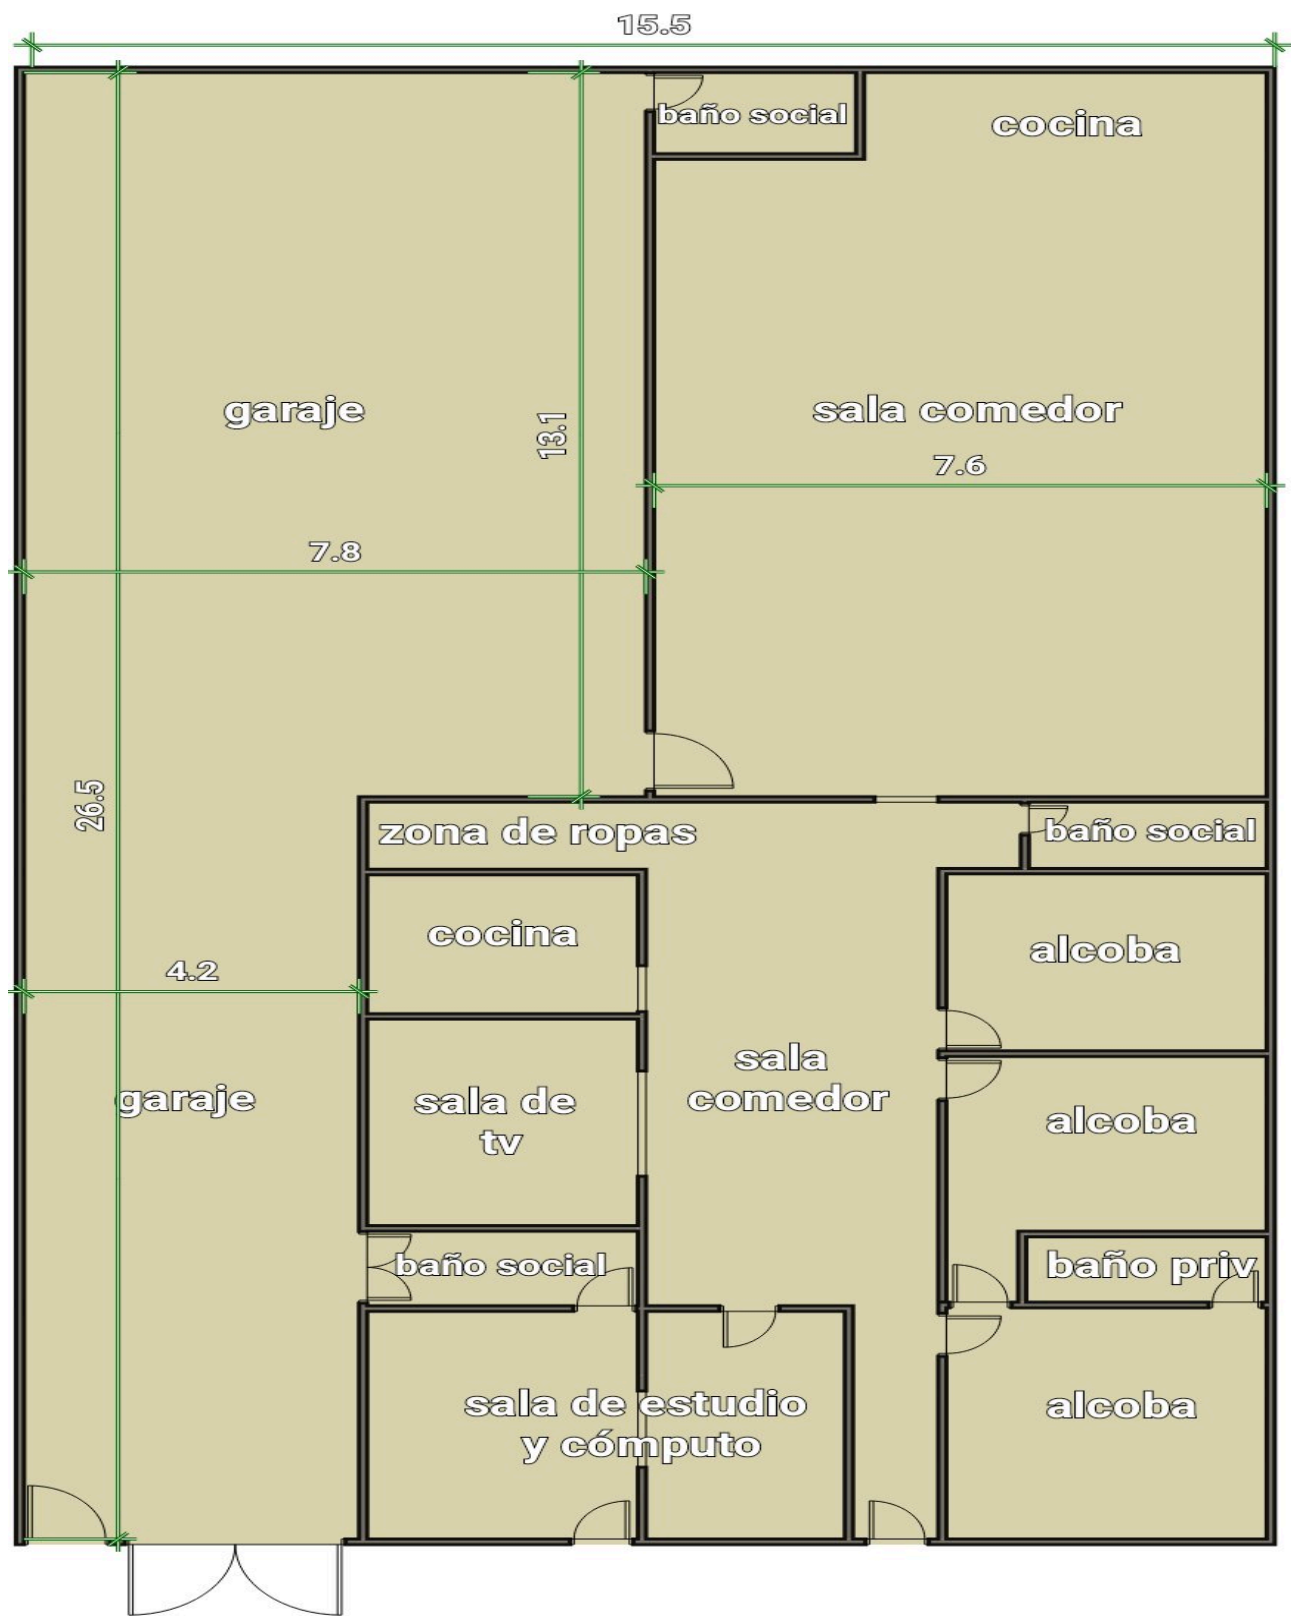 15.5
baño social
cocina
garaje
13.1
sala comedor
7.6
7.8
26.5
zona de ropas
baño social
cocina
alcoba
4.2
sala
comedor
garaje
sala de
tv
alcoba
baño social
baño priv
sala de estudio
y cómputo
alcoba